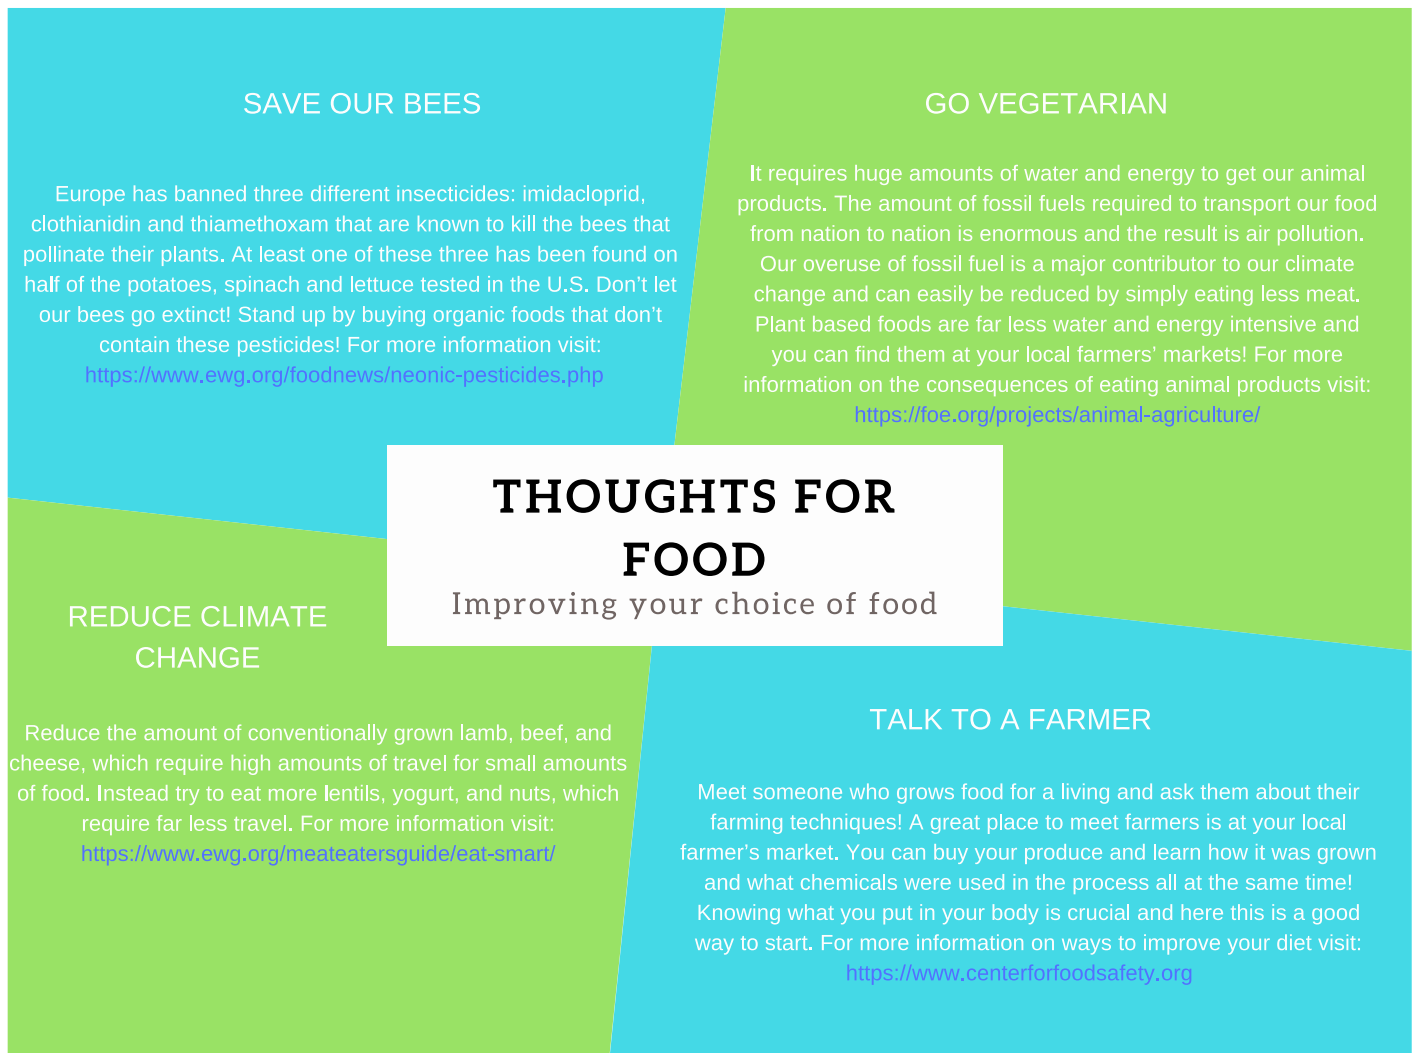 SAVE OUR BEES
Europe has banned three different insecticides: imidacloprid,
clothianidin and thiamethoxam that are known to kill the bees that
pollinate their plants. At least one of these three has been found on
half of the potatoes, spinach and lettuce tested in the U.S. Don’t let
our bees go extinct! Stand up by buying organic foods that don’t
contain these pesticides! For more information visit:
https://www.ewg.org/foodnews/neonic-pesticides.php
GO VEGETARIAN
It requires huge amounts of water and energy to get our animal
products. The amount of fossil fuels required to transport our food
from nation to nation is enormous and the result is air pollution.
Our overuse of fossil fuel is a major contributor to our climate
change and can easily be reduced by simply eating less meat.
Plant based foods are far less water and energy intensive and
you can find them at your local farmers’ markets! For more
information on the consequences of eating animal products visit:
https://foe.org/projects/animal-agriculture/
THOUGHTS FOR
FOOD
Improving your choice of food
REDUCE CLIMATE
CHANGE
Reduce the amount of conventionally grown lamb, beef, and
cheese, which require high amounts of travel for small amounts
of food. Instead try to eat more lentils, yogurt, and nuts, which
require far less travel. For more information visit:
https://www.ewg.org/meateatersguide/eat-smart/
TALK TO A FARMER
Meet someone who grows food for a living and ask them about their
farming techniques! A great place to meet farmers is at your local
farmer’s market. You can buy your produce and learn how it was grown
and what chemicals were used in the process all at the same time!
Knowing what you put in your body is crucial and here this is a good
way to start. For more information on ways to improve your diet visit:
https://www.centerforfoodsafety.org